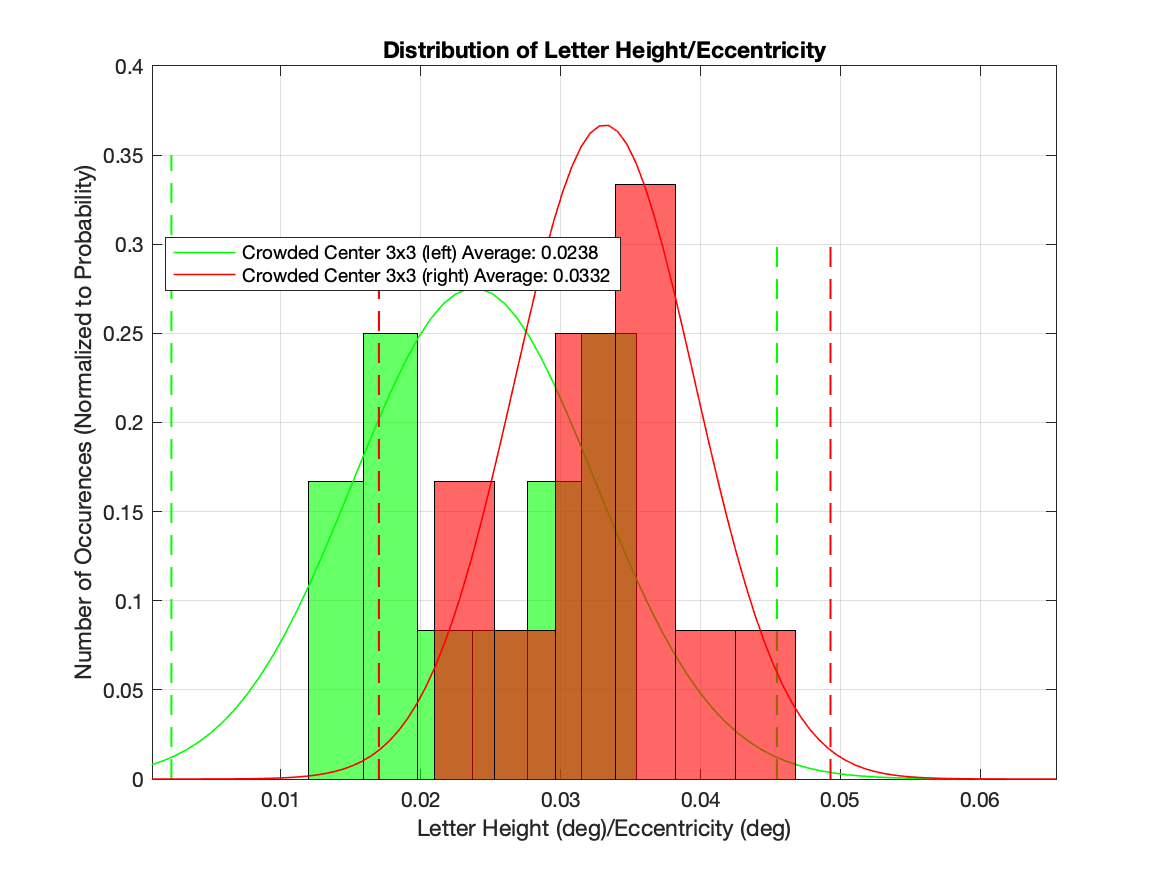 Distribution of Letter Height/Eccentricity
Number of Occurences (Normalized to Probability)
0.4
0.35
0.3
0.25
0.2
0.15
0.1
0.05
0
Crowded Center 3x3 (left) Average: 0.0238
Crowded Center 3x3 (right) Average: 0.0332
0.01 0.02 0.03 0.04 0.05 0.06
Letter Height (deg)/Eccentricity (deg)